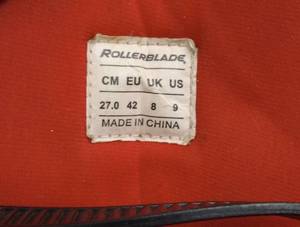 ROLLERBLADE.
CM EU UK US
27.0 42 8 9
MADE IN CHINA